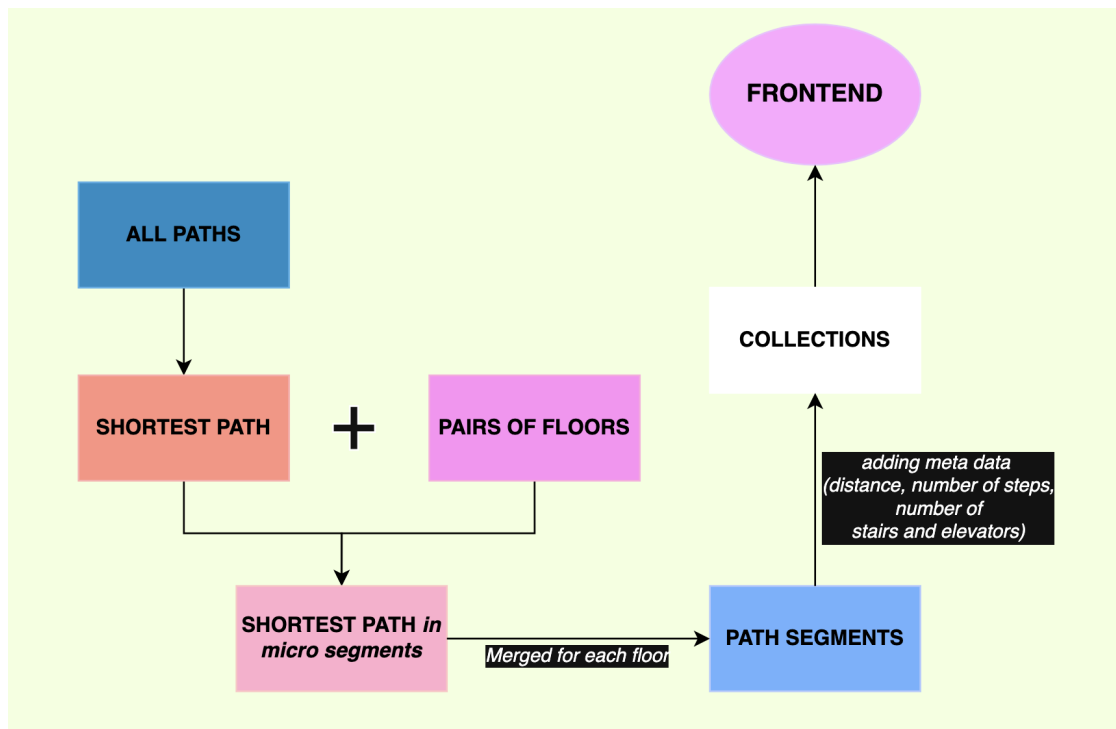 FRONTEND
ALL PATHS
COLLECTIONS
SHORTEST PATH
+
PAIRS OF FLOORS
adding meta data
(distance, number of steps,
number of
stairs and elevators)
SHORTEST PATH in
micro segments
Merged for each floor
PATH SEGMENTS